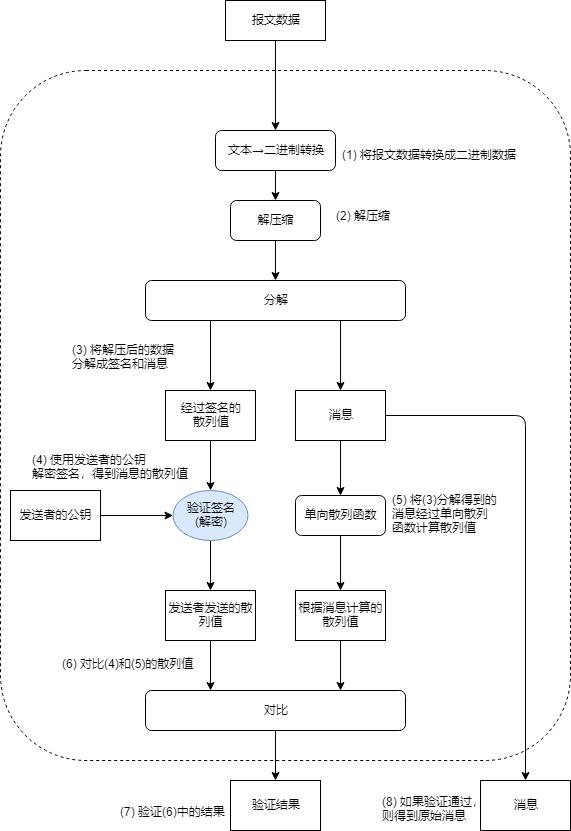 报文数据
文本→二进制转换
(1) 将报文数据转换成二进制数据
解压缩
(2) 解压缩
分解
(3) 将解压后的数据
分解成签名和消息
经过签名的
散列值
消息
(4) 使用发送者的公钥
解密签名，得到消息的散列值
发送者的公钥
验证签名
(解密)
单向散列函数
(5) 将(3)分解得到的
消息经过单向散列
函数计算散列值
发送者发送的散
列值
根据消息计算的
散列值
(6) 对比(4)和(5)的散列值
对比
(7) 验证(6)中的结果
验证结果
(8) 如果验证通过，
则得到原始消息
消息